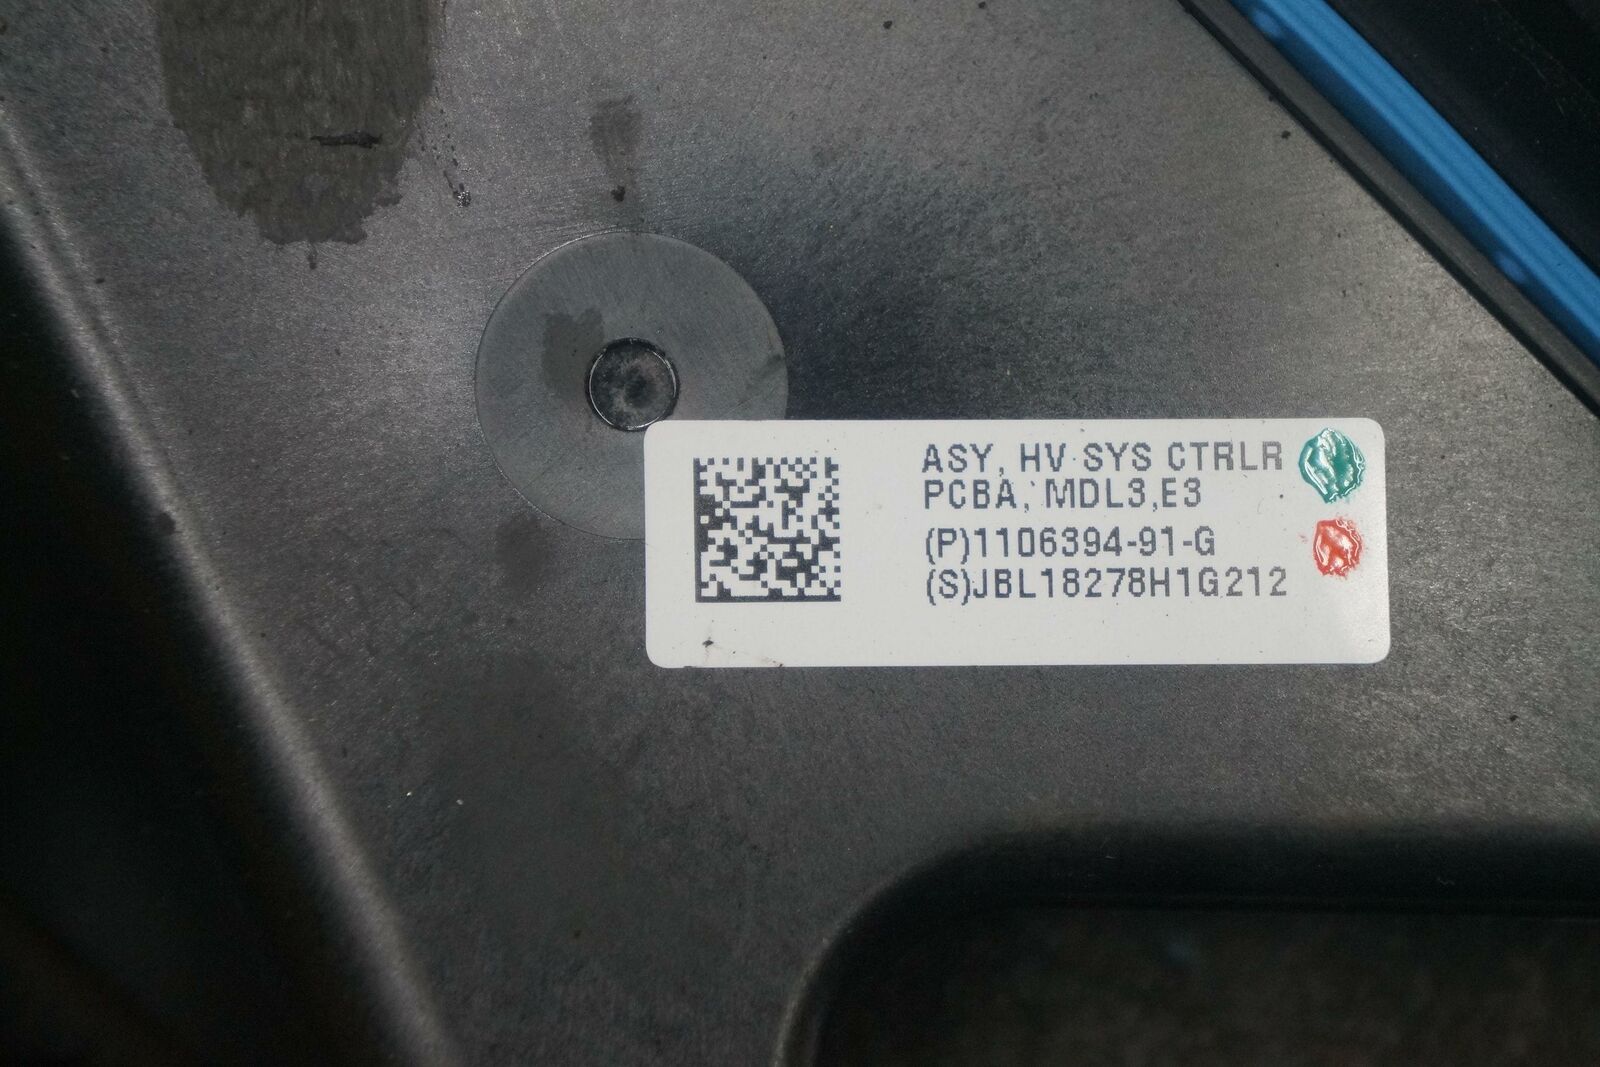 ASY, HV SYS CTRLR
PCBA, MDL3,E3
(P)1106394-91-G
(S)JBL18278H1G212